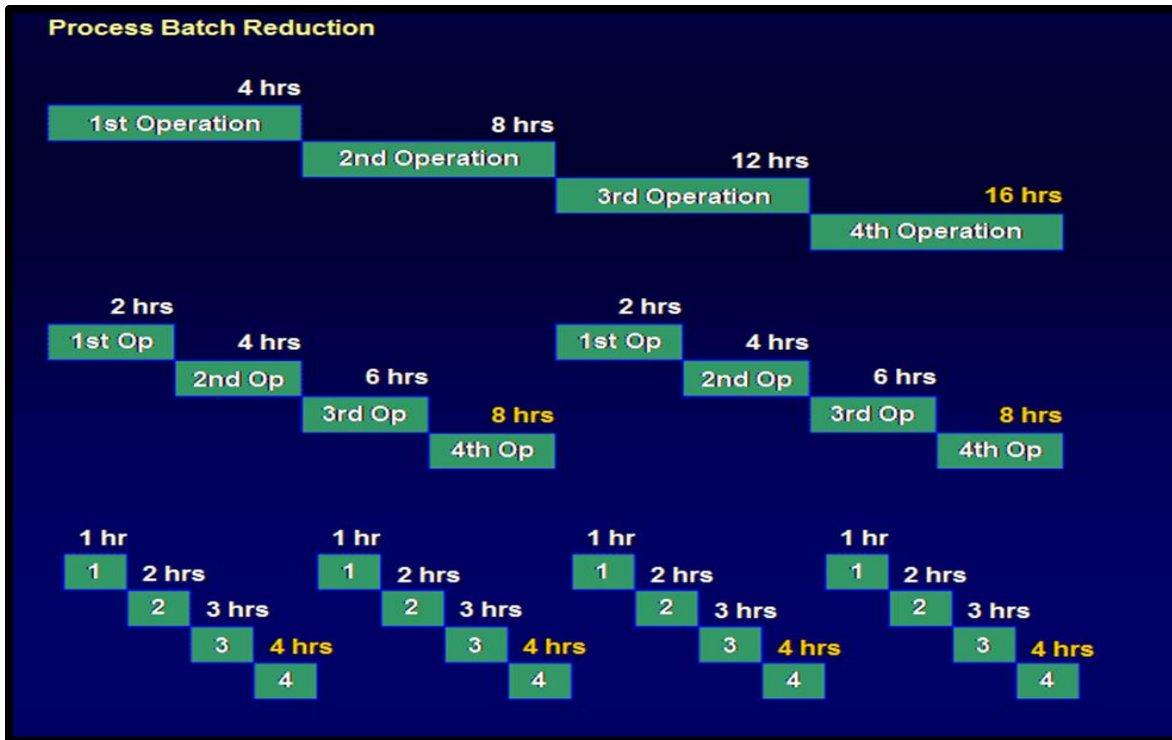 Process Batch Reduction
4 hrs
1st Operation
8 hrs
2nd Operation
12 hrs
3rd Operation
16 hrs
4th Operation
2 hrs
1st Op
4 hrs
2nd Op
6 hrs
3rd Op
8 hrs
4th Op
2 hrs
1st Op
4 hrs
2nd Op
6 hrs
3rd Op
8 hrs
4th Op
1 hr
1
2 hrs
2
3 hrs
3
4 hrs
4
1 hr
1
2 hrs
2
3 hrs
3
4 hrs
4
1 hr
1
2 hrs
2
3 hrs
3
4 hrs
4
1 hr
1
2 hrs
2
3 hrs
3
4 hrs
4